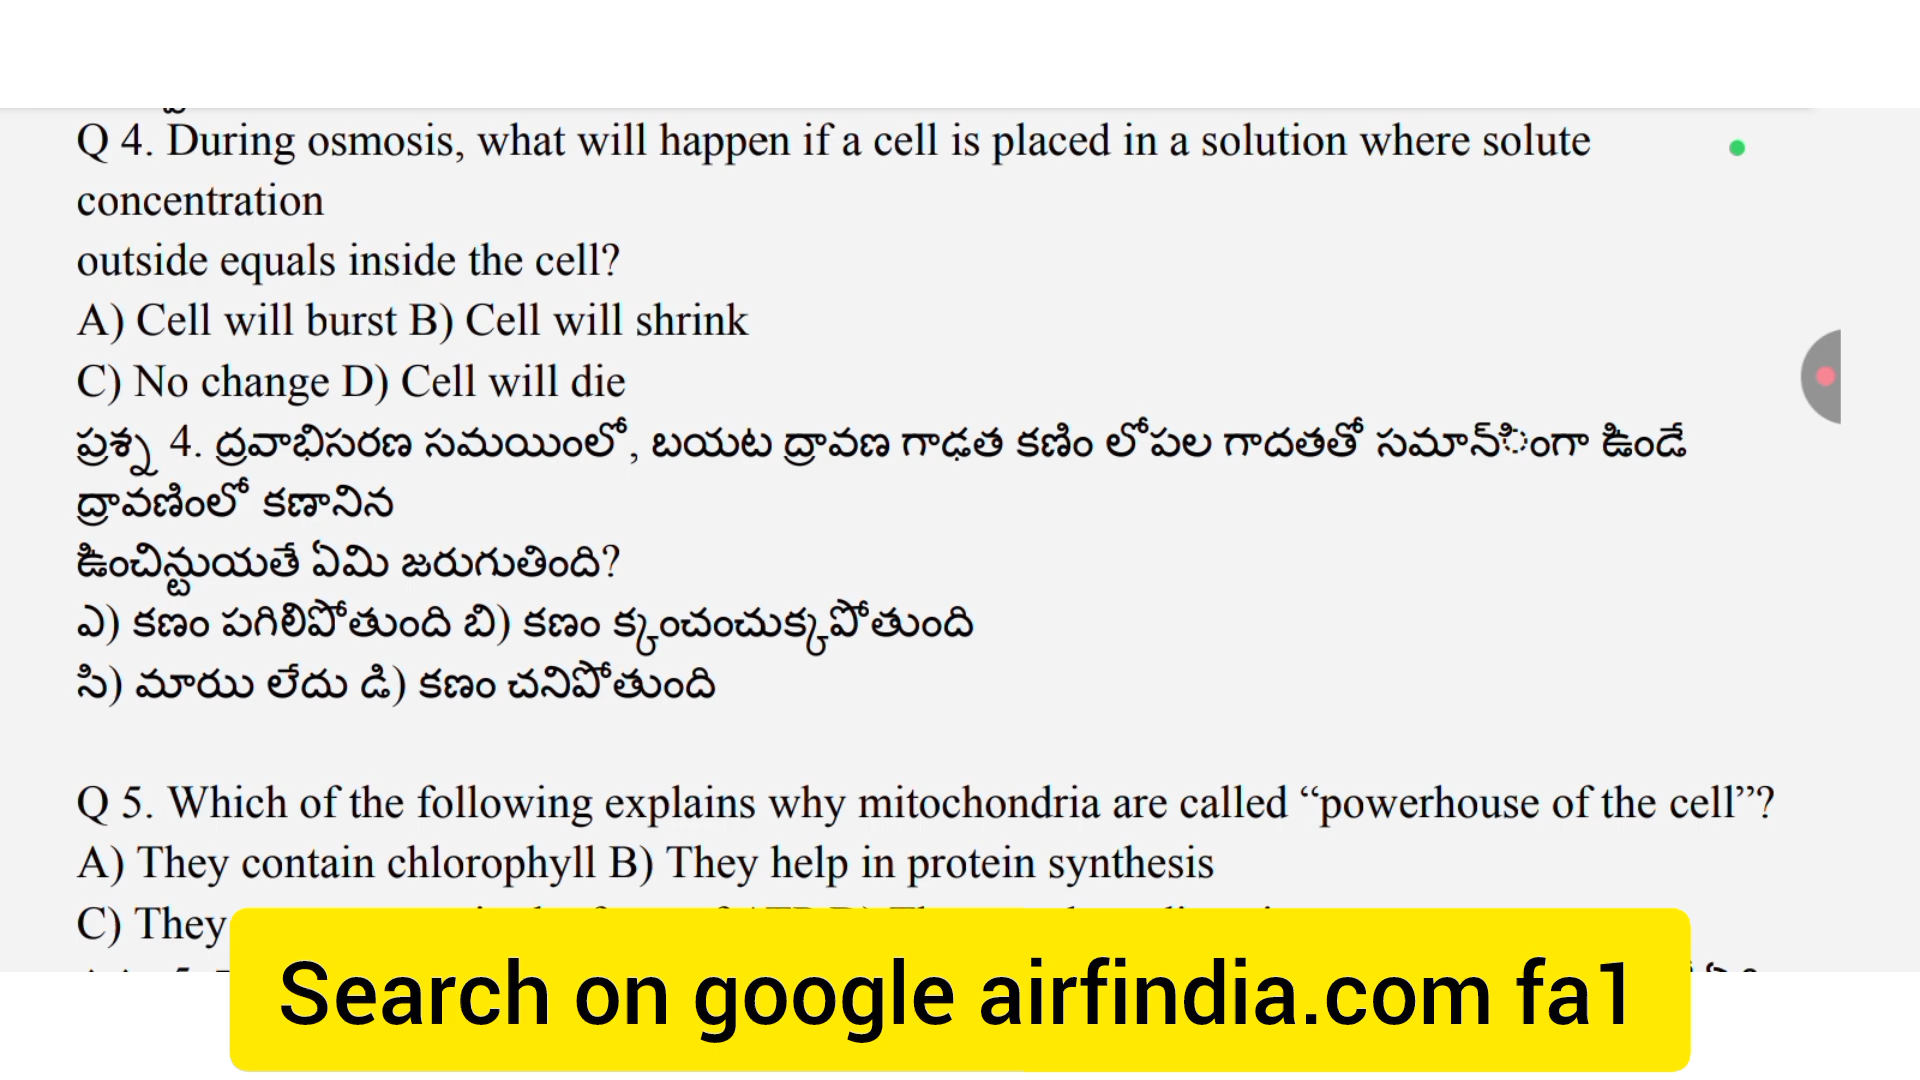 Q 4. During osmosis, what will happen if a cell is placed in a solution where solute
concentration
outside equals inside the cell?
A) Cell will burst B) Cell will shrink
C) No change D) Cell will die
ప్రశ్న 4. ద్రవాభిసరణ సమయింలో, బయట ద్రావణ గాఢత కణిం లోపల గాదతతో సమాన్ింగా ఉిండే
ద్రావణింలో కణానిన
ఉించిన్టుయతే ఏమి జరుగుతింది?
ఎ) కణం పగిలిపోతుంది బి) కణం క్కంచంచుక్కపోతుంది
సి) మారుు లేదు డి) కణం చనిపోతుంది
Q 5. Which of the following explains why mitochondria are called “powerhouse of the cell”?
A) They contain chlorophyll B) They help in protein synthesis
C) They
Search on google airfindia.com fa1